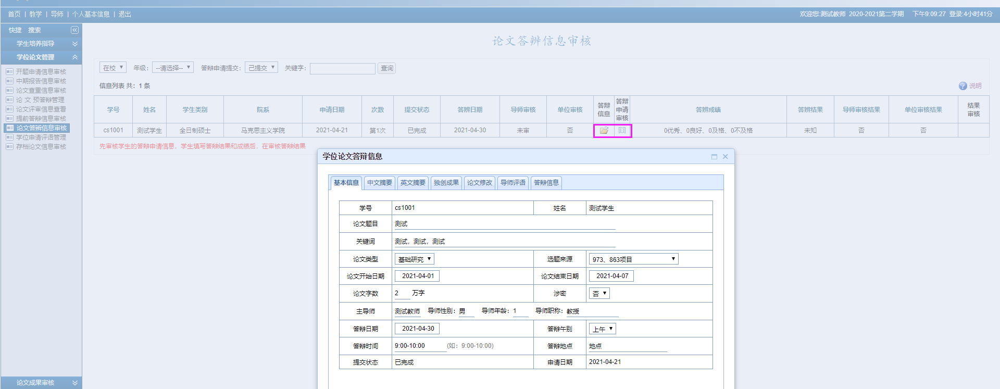 首页 | 教学 | 导师 | 个人基本信息 | 退出
欢迎您:测试教师 2020-2021第二学期 下午9:09:27 登录:4小时41分
快捷 搜索
学生培养指导
学位论文管理
开题申请信息审核
中期报告信息审核
论文查重信息审核
论 文 预答辩管理
论文评审信息查看
提前答辩信息审核
论文答辩信息审核
学位申请评语管理
存档论文信息审核
论文成果审核
论文答辩信息审核
在校 年级: --请选择-- 答辩申请提交: 已提交 关键字: 查询
信息列表 共: 1 条
说明
学号 姓名 学生类别 院系 申请日期 次数 提交状态 答辩日期 导师审核 单位审核 答辩信息 答辩申请审核 答辩成绩 答辩结果 导师审核结果 单位审核结果 结果审核
cs1001 测试学生 全日制硕士 马克思主义学院 2021-04-21 第1次 已完成 2021-04-30 未审 否 0优秀、0良好、0及格、0不及格 未知 否 否
先审核学生的答辩申请信息，学生填写答辩结果和成绩后，在审核答辩结果
学位论文答辩信息
基本信息 中文摘要 英文摘要 独创成果 论文修改 导师评语 答辩信息
学号 cs1001 姓名 测试学生
论文题目 测试
关键词 测试，测试，测试
论文类型 基础研究 选题来源 973、863项目
论文开始日期 2021-04-01 论文结束日期 2021-04-07
论文字数 2 万字 涉密 否
主导师 测试教师 导师性别: 男 导师年龄: 1 导师职称: 教授
答辩日期 2021-04-30 答辩午别 上午
答辩时间 9:00-10:00 (如：9:00-10:00) 答辩地点 地点
提交状态 已完成 申请日期 2021-04-21